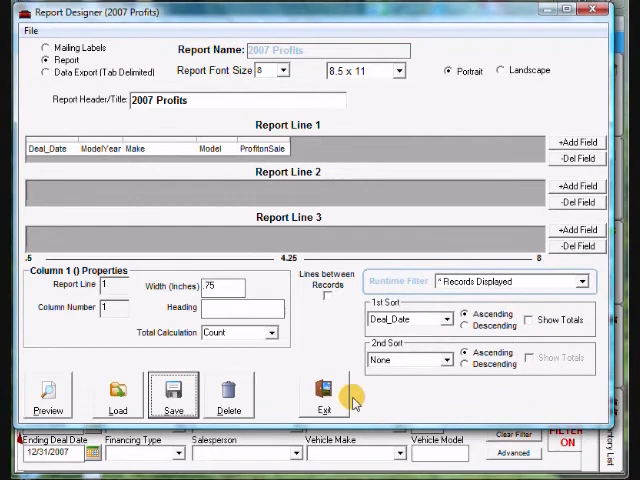 Report Designer (2007 Profits)
File
Mailing Labels
Report
Data Export (Tab Delimited)
Report Name: 2007 Profits
Report Font Size 8 8.5 x 11 Portrait Landscape
Report Header/Title: 2007 Profits
Report Line 1
Deal_Date ModelYear Make Model ProfitonSale
+Add Field
-Del Field
Report Line 2
+Add Field
-Del Field
Report Line 3
+Add Field
-Del Field
.5 4.25 8
Column 1 () Properties
Report Line 1 Width (Inches) .75
Column Number 1 Heading
Total Calculation Count
Lines between
Records
Runtime Filter ^ Records Displayed
1st Sort
Deal_Date Ascending
Descending Show Totals
2nd Sort
None Ascending
Descending Show Totals
Preview Load Save Delete Exit
Ending Deal Date Financing Type Salesperson Vehicle Make Vehicle Model
12/31/2007
Clear Filter
Advanced
FILTER
ON